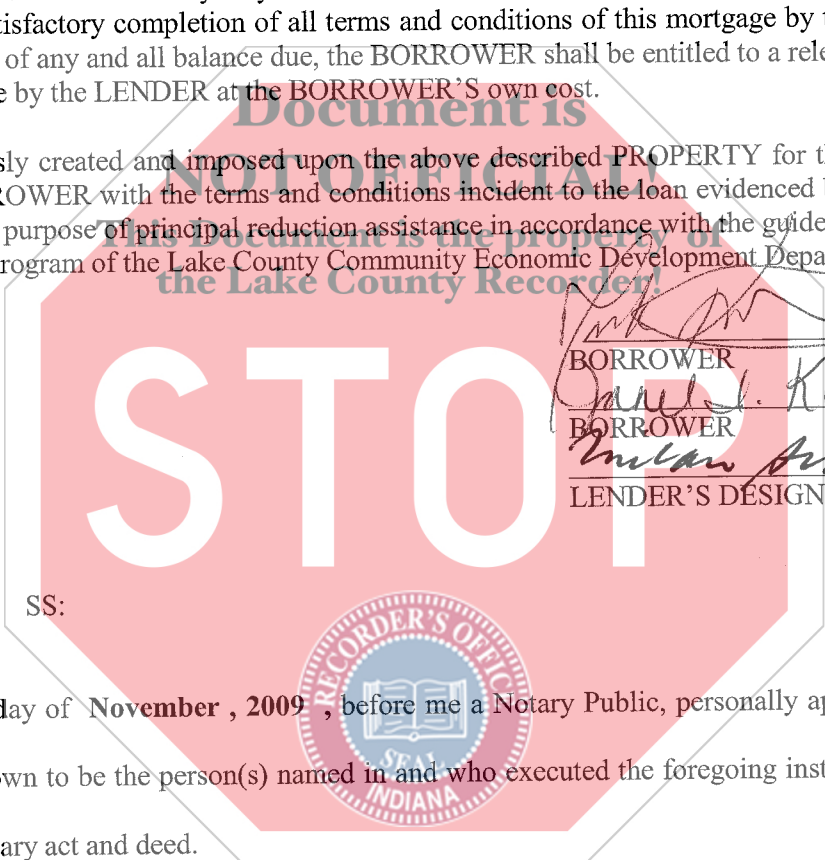 tisfactory completion of all terms and conditions of this mortgage by
of any and all balance due, the BORROWER shall be entitled to a rele
e by the LENDER at the BORROWER'S own cost.
Document is
sly created and imposed upon the above described PROPERTY for th
NOT OFFICIAL!
ROWER with the terms and conditions incident to the loan evidenced
purpose of principal reduction assistance in accordance with the guide
This Document is the property of
rogram of the Lake County Community Economic Development Depa
the Lake County Recorder!
BORROWER
BORROWER
LENDER'S DESIGN
STOP
SS:
RECORDER'S OFFICE
day of November , 2009 , before me a Notary Public, personally ap
SEAL
own to be the person(s) named in and who executed the foregoing inst
INDIANA
ary act and deed.